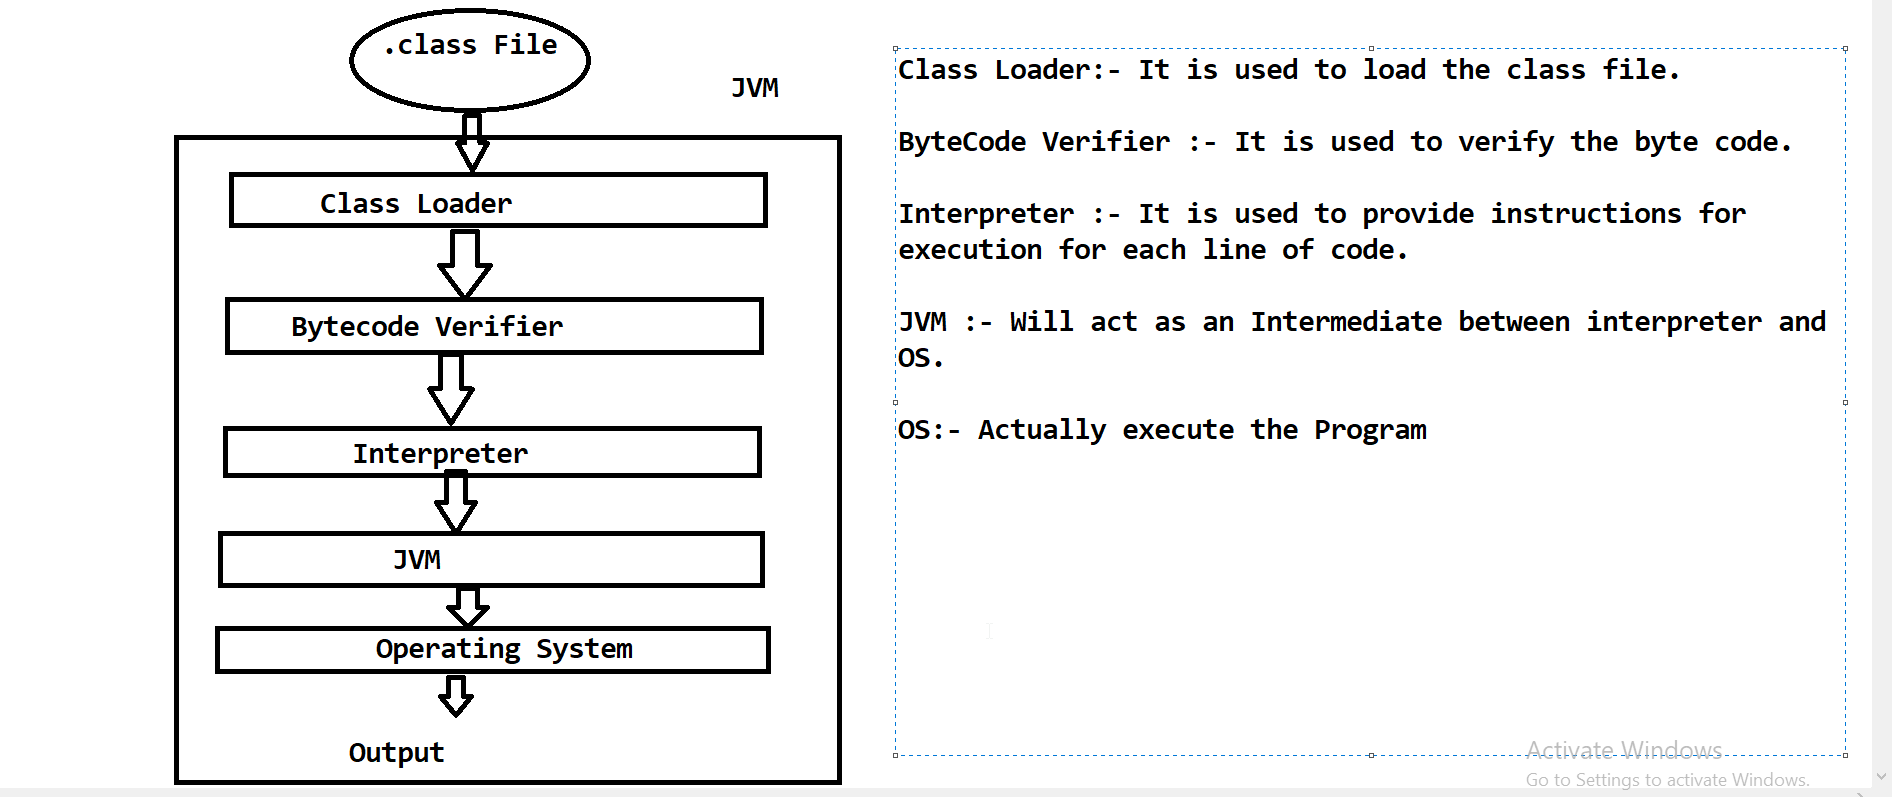 .class File
JVM
Class Loader
Bytecode Verifier
Interpreter
JVM
Operating System
Output
Class Loader:- It is used to load the class file.
ByteCode Verifier :- It is used to verify the byte code.
Interpreter :- It is used to provide instructions for
execution for each line of code.
JVM :- Will act as an Intermediate between interpreter and
OS.
OS:- Actually execute the Program
Activate Windows
Go to Settings to activate Windows.